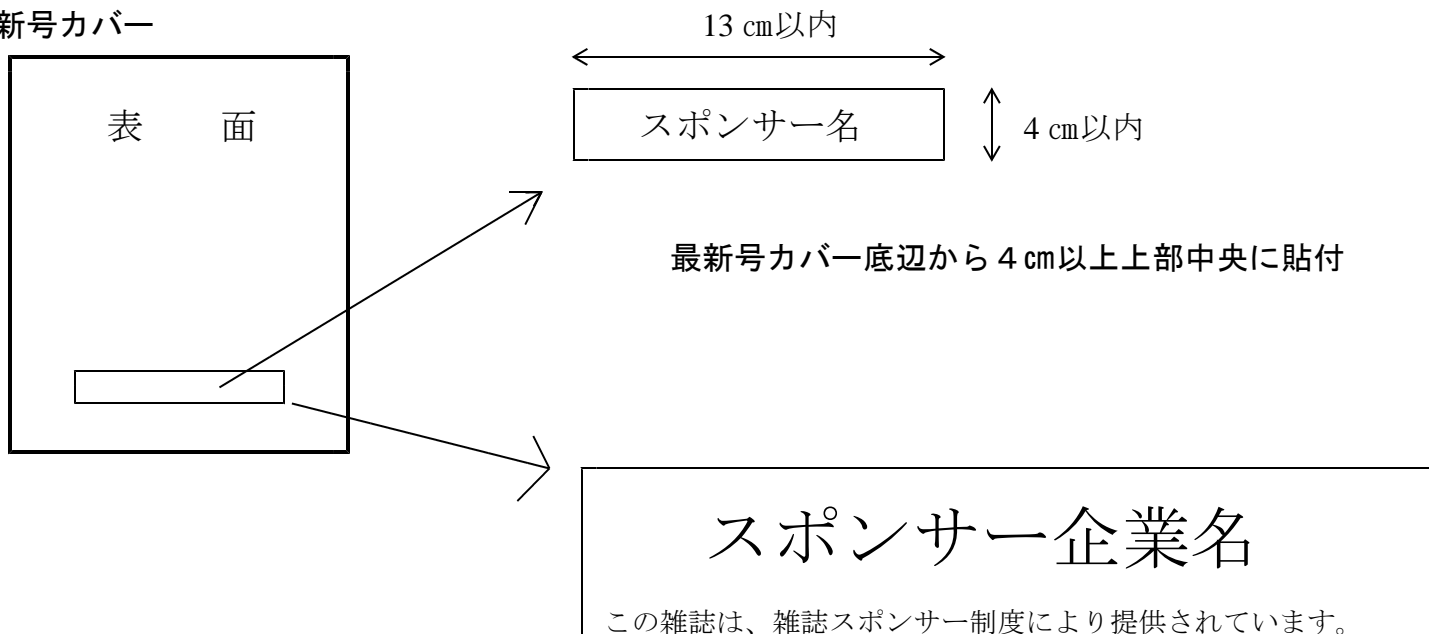 新号カバー
13 ㎝以内
表　　面
スポンサー名
4 ㎝以内
最新号カバー底辺から４㎝以上上部中央に貼付
スポンサー企業名
この雑誌は、雑誌スポンサー制度により提供されています。